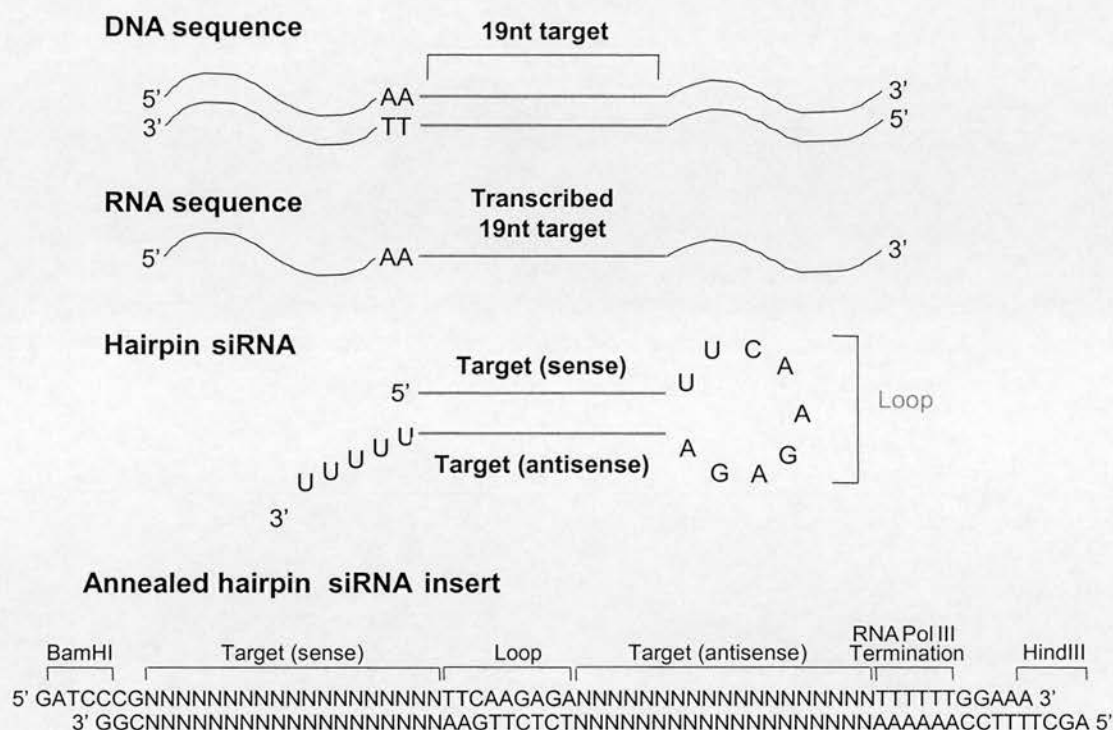 DNA sequence
19nt target
5' AA 3'
3' TT 5'
RNA sequence
Transcribed
19nt target
5' AA 3'
Hairpin siRNA
Target (sense)
5'
U U C A A G A G A
Loop
Target (antisense)
U U U U U
3'
Annealed hairpin siRNA insert
BamHI Target (sense) Loop Target (antisense) RNA Pol III Termination HindIII
5' GATCCCGNNNNNNNNNNNNNNNNNNNTTCAAGAGANNNNNNNNNNNNNNNNNNNTTTTTTGGAAA 3'
3' GGCNNNNNNNNNNNNNNNNNNNAAGTTCTCTNNNNNNNNNNNNNNNNNNNAAAAAACCTTTTCGA 5'